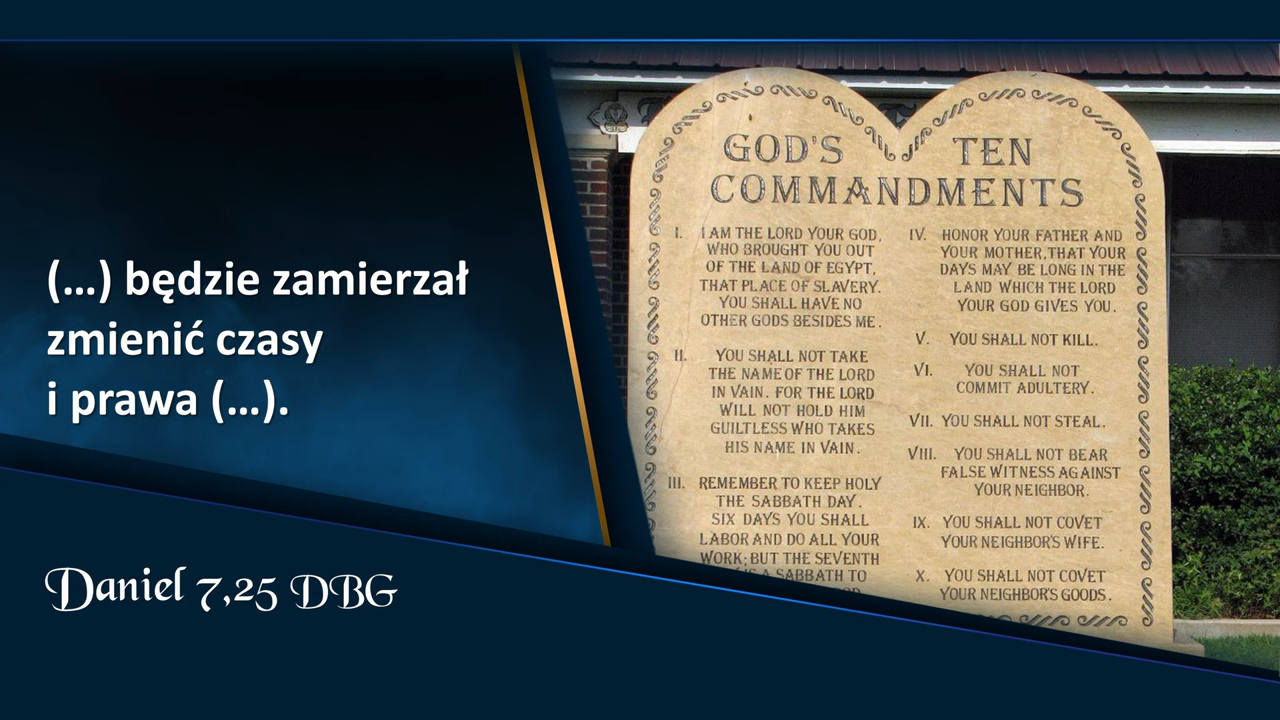 (...) będzie zamierzał
zmienić czasy
i prawa (...).
Daniel 7,25 DBG
GOD'S TEN
COMMANDMENTS
I. I AM THE LORD YOUR GOD,
WHO BROUGHT YOU OUT
OF THE LAND OF EGYPT,
THAT PLACE OF SLAVERY.
YOU SHALL HAVE NO
OTHER GODS BESIDES ME.
II. YOU SHALL NOT TAKE
THE NAME OF THE LORD
IN VAIN. FOR THE LORD
WILL NOT HOLD HIM
GUILTLESS WHO TAKES
HIS NAME IN VAIN.
III. REMEMBER TO KEEP HOLY
THE SABBATH DAY.
SIX DAYS YOU SHALL
LABOR AND DO ALL YOUR
WORK; BUT THE SEVENTH
IS A SABBATH TO
IV. HONOR YOUR FATHER AND
YOUR MOTHER, THAT YOUR
DAYS MAY BE LONG IN THE
LAND WHICH THE LORD
YOUR GOD GIVES YOU.
V. YOU SHALL NOT KILL.
VI. YOU SHALL NOT
COMMIT ADULTERY.
VII. YOU SHALL NOT STEAL.
VIII. YOU SHALL NOT BEAR
FALSE WITNESS AGAINST
YOUR NEIGHBOR.
IX. YOU SHALL NOT COVET
YOUR NEIGHBOR'S WIFE.
X. YOU SHALL NOT COVET
YOUR NEIGHBOR'S GOODS.